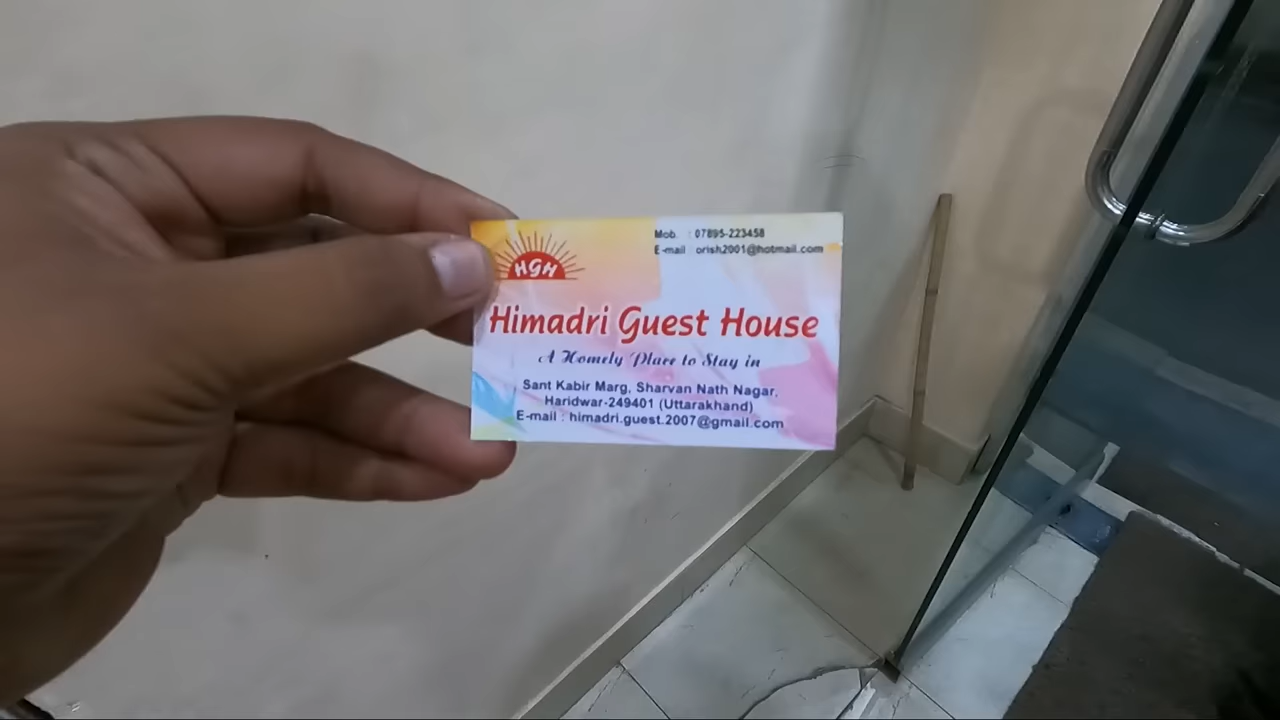 HGH
Mob. : 07895-223458
E-mail : orish2001@hotmail.com
Himadri Guest House
A Homely Place to Stay in
Sant Kabir Marg, Sharvan Nath Nagar,
Haridwar-249401 (Uttarakhand)
E-mail : himadri.guest.2007@gmail.com